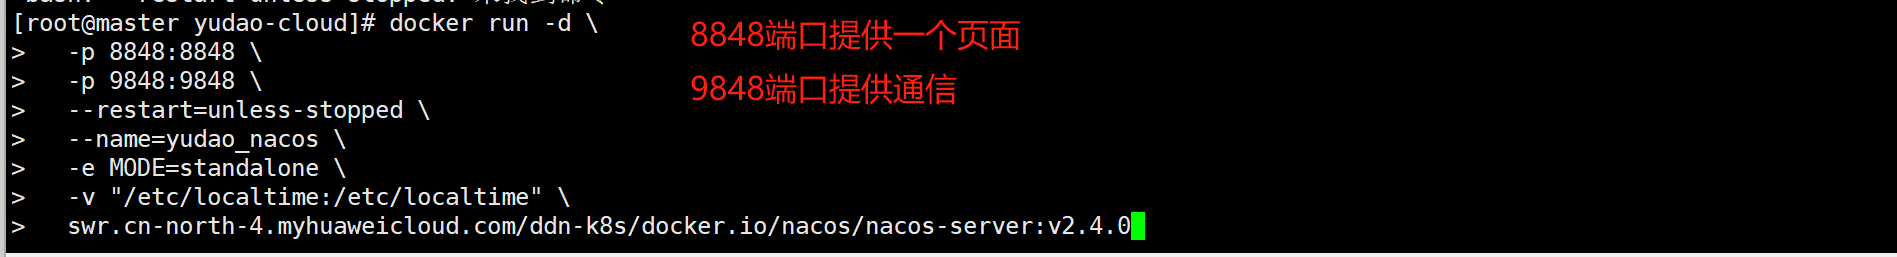 [root@master yudao-cloud]# docker run -d \
8848端口提供一个页面
>   -p 8848:8848 \
>   -p 9848:9848 \
9848端口提供通信
>   --restart=unless-stopped \
>   --name=yudao_nacos \
>   -e MODE=standalone \
>   -v "/etc/localtime:/etc/localtime" \
>   swr.cn-north-4.myhuaweicloud.com/ddn-k8s/docker.io/nacos/nacos-server:v2.4.0